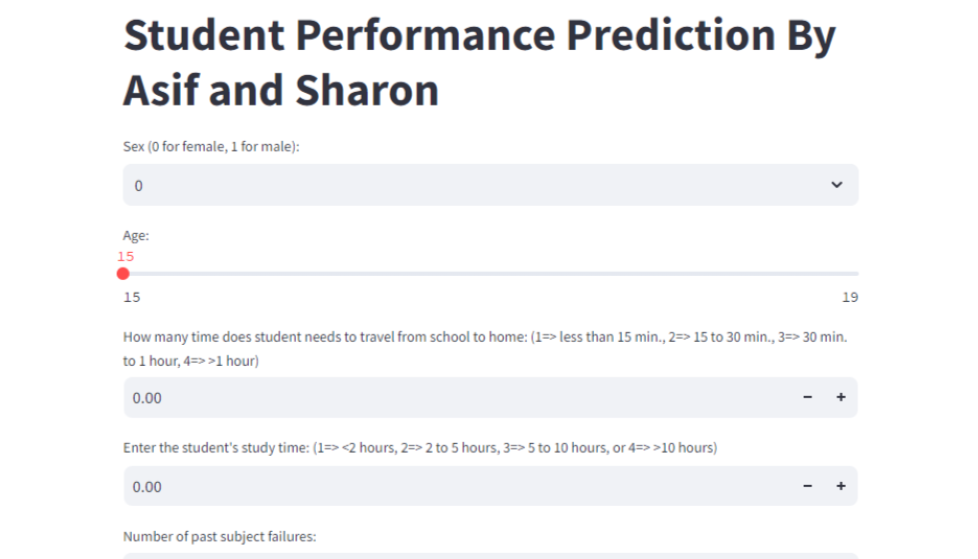 Student Performance Prediction By
Asif and Sharon
Sex (0 for female, 1 for male):
0
Age:
15
15 19
How many time does student needs to travel from school to home: (1=> less than 15 min., 2=> 15 to 30 min., 3=> 30 min.
to 1 hour, 4=> >1 hour)
0.00 − +
Enter the student's study time: (1=> <2 hours, 2=> 2 to 5 hours, 3=> 5 to 10 hours, or 4=> >10 hours)
0.00 − +
Number of past subject failures: